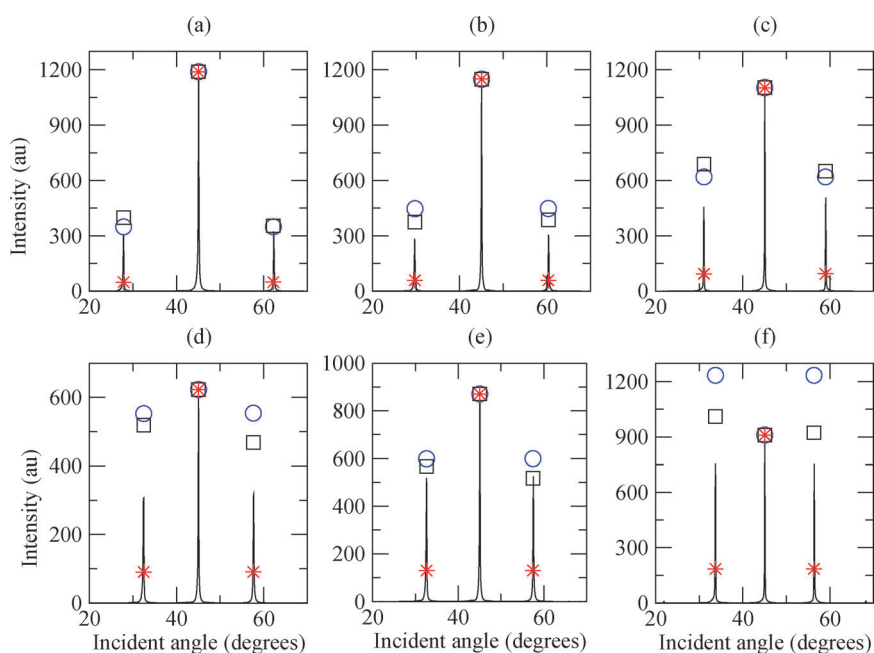 (a) (b) (c)
Intensity (au)
1200 1200 1200
900 900 900
600 600 600
300 300 300
0 0 0
20 40 60 20 40 60 20 40 60
(d) (e) (f)
Intensity (au)
600 1000 1200
400 800 900
200 600 600
0 400 300
200 0
0
20 40 60 20 40 60 20 40 60
Incident angle (degrees) Incident angle (degrees) Incident angle (degrees)